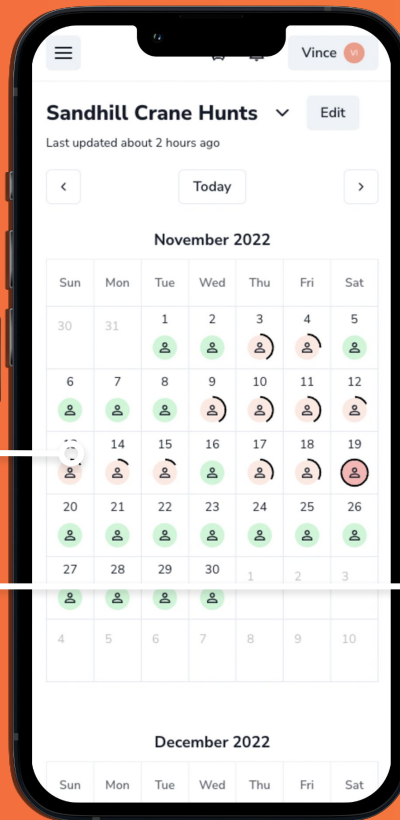 Vince VI
Sandhill Crane Hunts Edit
Last updated about 2 hours ago
Today
November 2022
Sun Mon Tue Wed Thu Fri Sat
30 31 1 2 3 4 5
6 7 8 9 10 11 12
13 14 15 16 17 18 19
20 21 22 23 24 25 26
27 28 29 30 1 2 3
4 5 6 7 8 9 10
December 2022
Sun Mon Tue Wed Thu Fri Sat